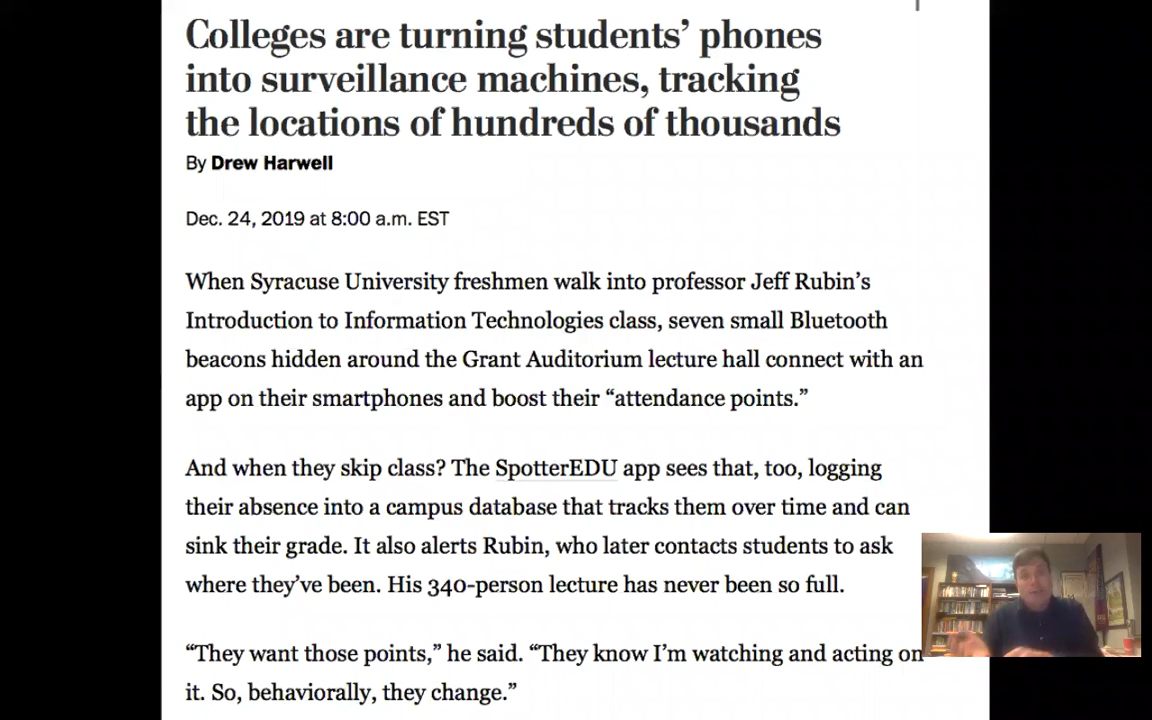 Colleges are turning students’ phones
into surveillance machines, tracking
the locations of hundreds of thousands
By Drew Harwell
Dec. 24, 2019 at 8:00 a.m. EST
When Syracuse University freshmen walk into professor Jeff Rubin’s
Introduction to Information Technologies class, seven small Bluetooth
beacons hidden around the Grant Auditorium lecture hall connect with an
app on their smartphones and boost their “attendance points.”
And when they skip class? The SpotterEDU app sees that, too, logging
their absence into a campus database that tracks them over time and can
sink their grade. It also alerts Rubin, who later contacts students to ask
where they’ve been. His 340-person lecture has never been so full.
“They want those points,” he said. “They know I’m watching and acting on
it. So, behaviorally, they change.”